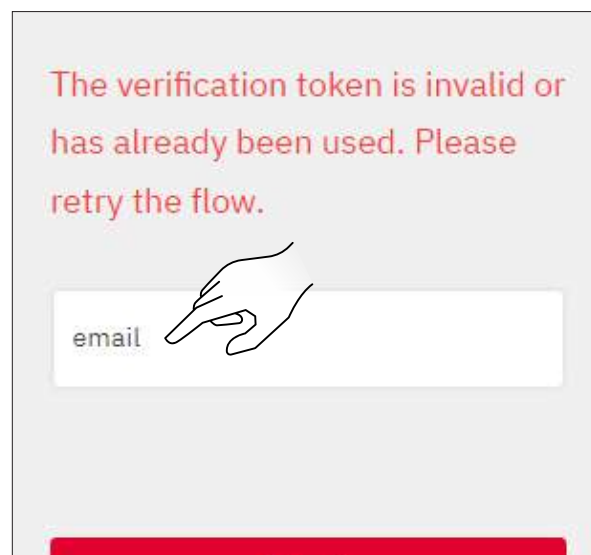 The verification token is invalid or
has already been used. Please
retry the flow.
email